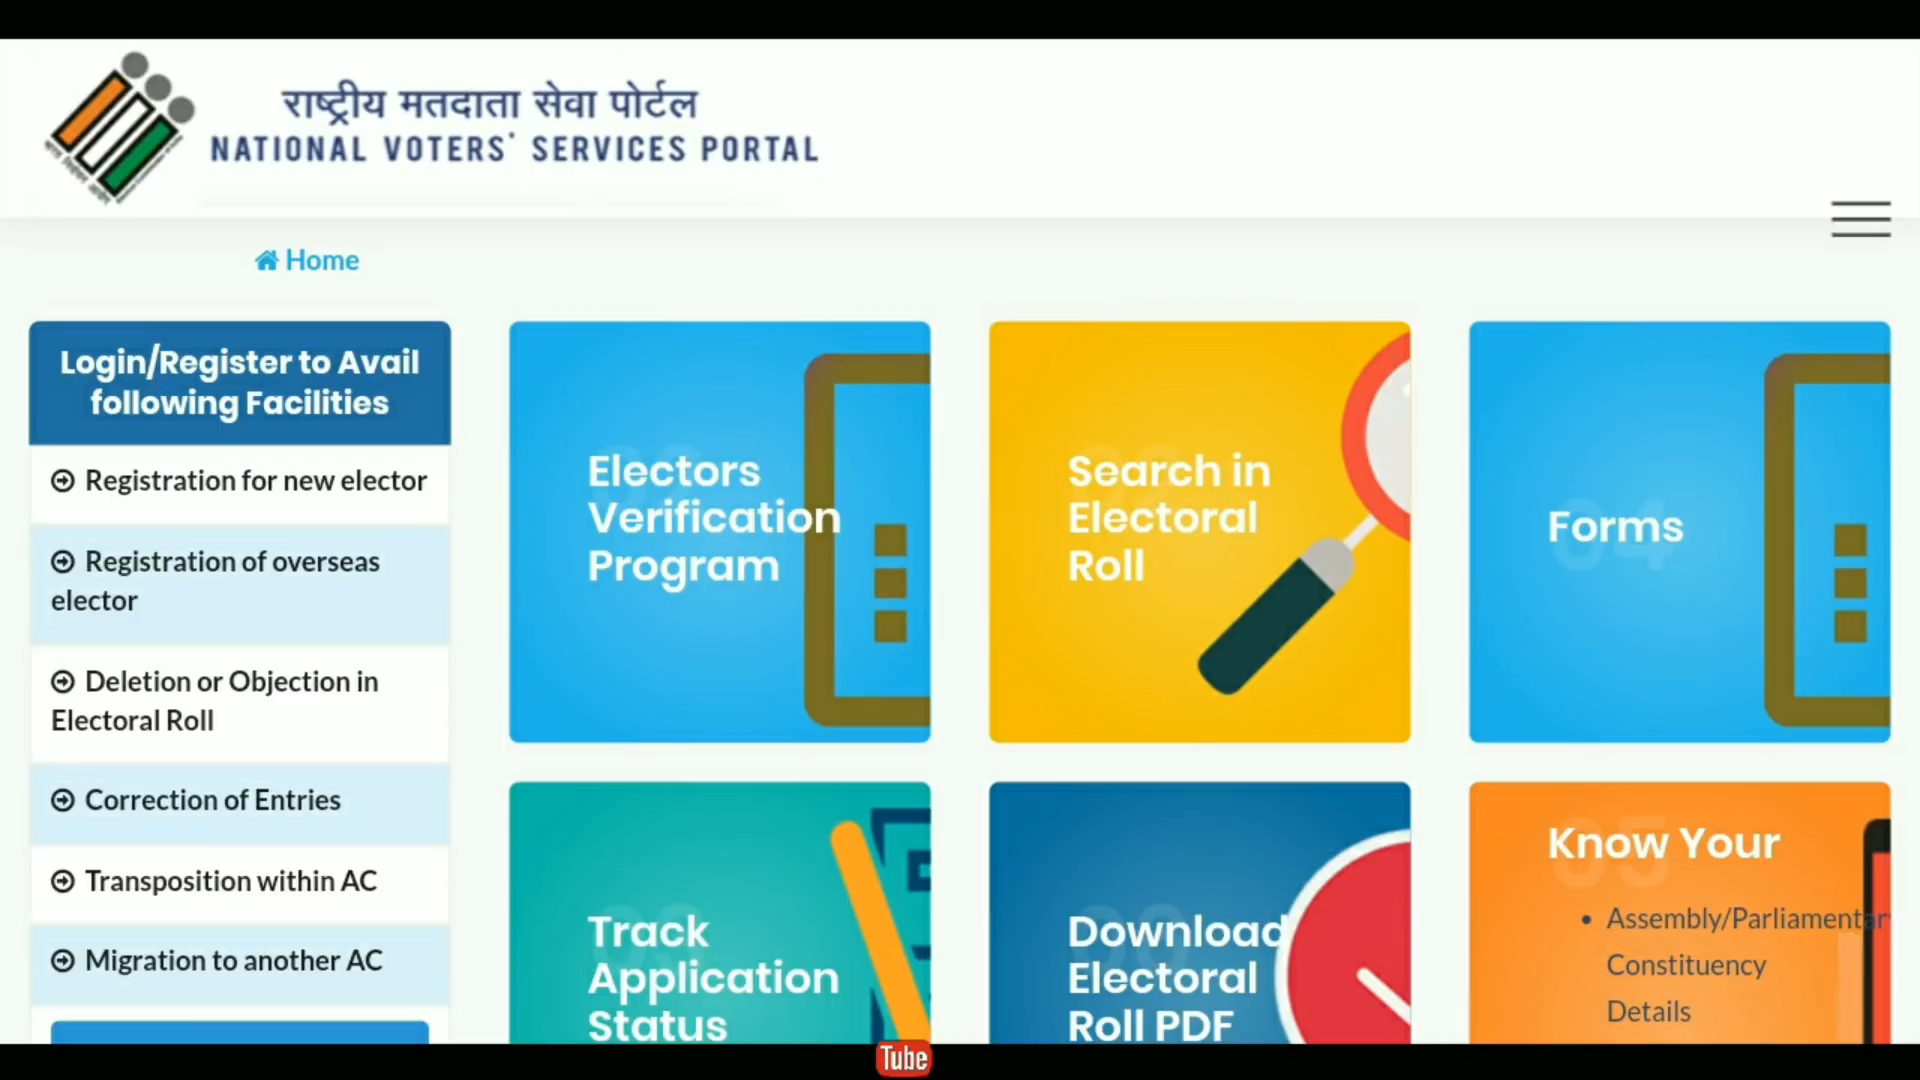 राष्ट्रीय मतदाता सेवा पोर्टल
NATIONAL VOTERS' SERVICES PORTAL
Home
Login/Register to Avail
following Facilities
Registration for new elector
Registration of overseas
elector
Deletion or Objection in
Electoral Roll
Correction of Entries
Transposition within AC
Migration to another AC
Electors
Verification
Program
Search in
Electoral
Roll
04
Forms
Track
Application
Status
Download
Electoral
Roll PDF
05
Know Your
• Assembly/Parliamentar
Constituency
Details
Tube